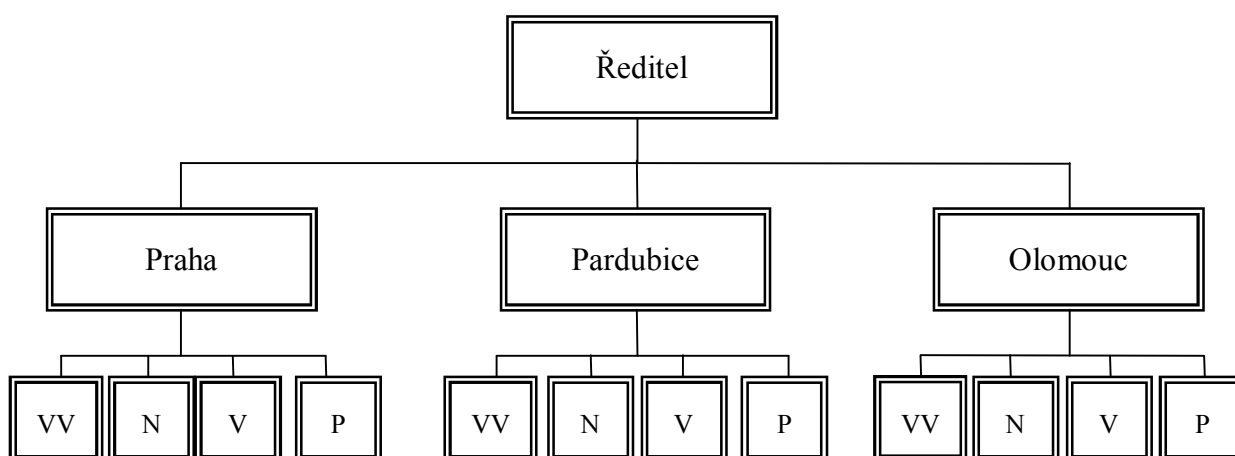 Ředitel
Praha
Pardubice
Olomouc
VV N V P
VV N V P
VV N V P